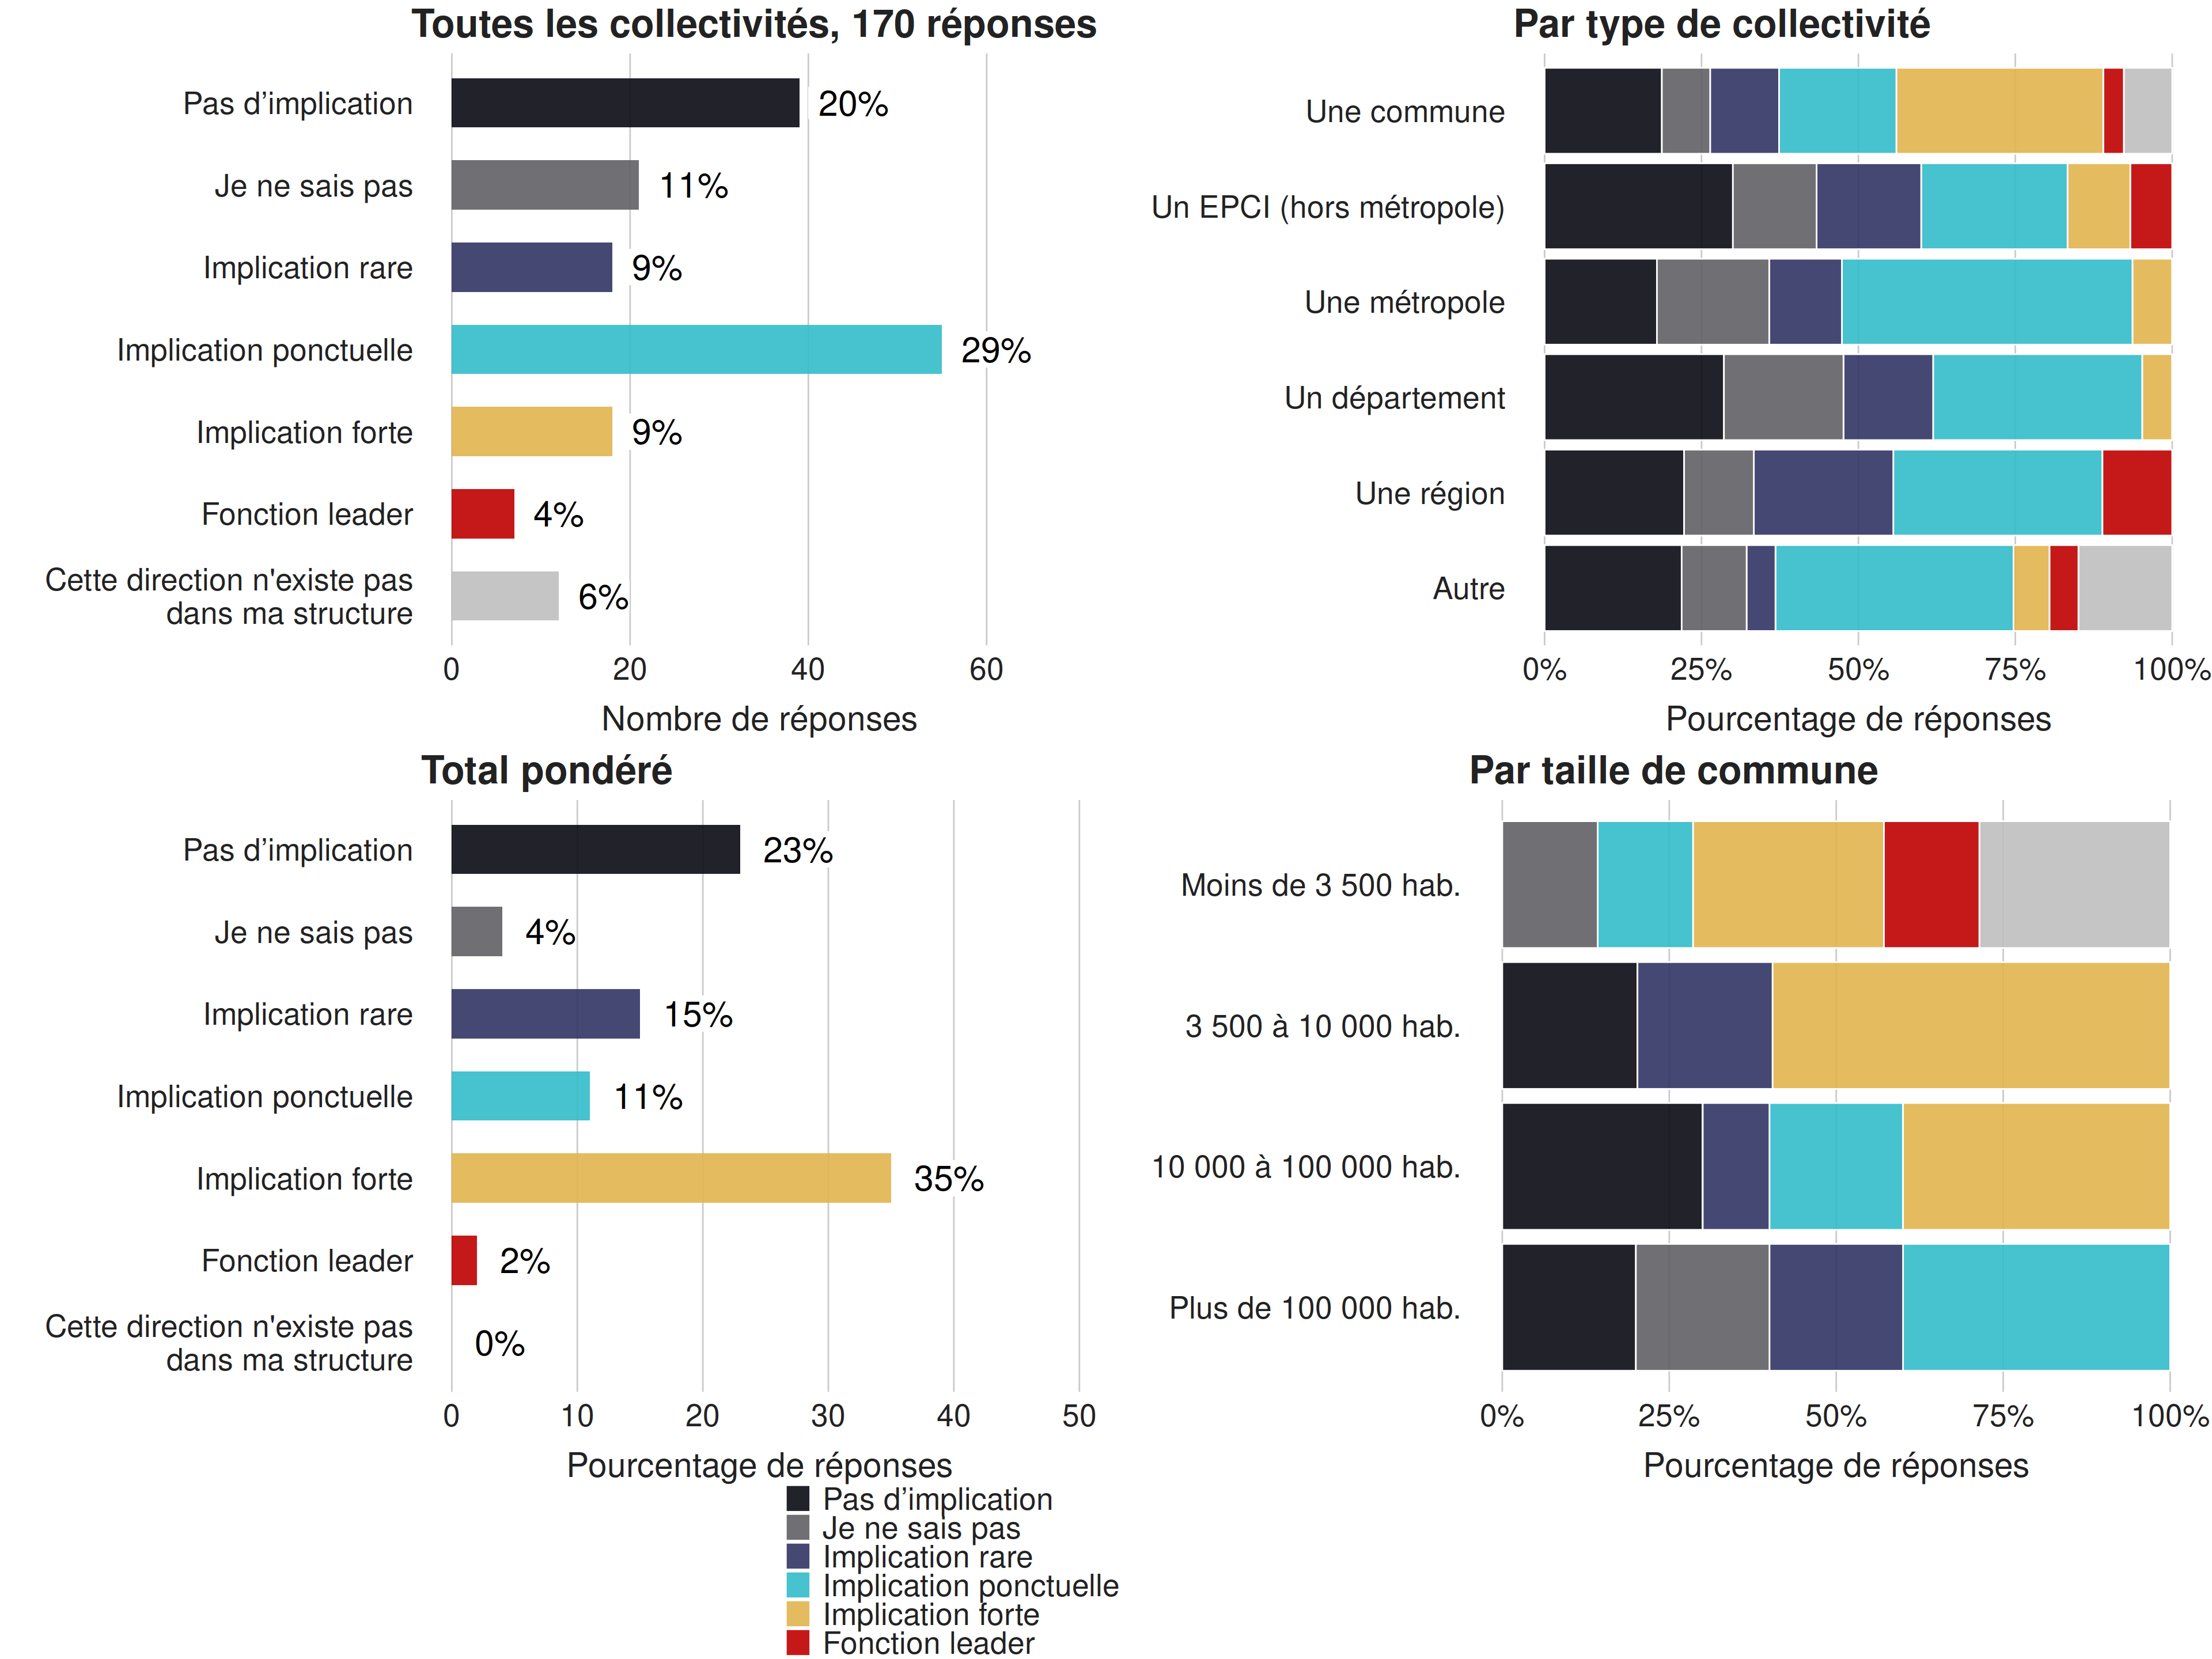 Toutes les collectivités, 170 réponses
Pas d’implication
20%
Je ne sais pas
11%
Implication rare
9%
Implication ponctuelle
29%
Implication forte
9%
Fonction leader
4%
Cette direction n'existe pas
dans ma structure
6%
0 20 40 60
Nombre de réponses
Par type de collectivité
Une commune
Un EPCI (hors métropole)
Une métropole
Un département
Une région
Autre
0% 25% 50% 75% 100%
Pourcentage de réponses
Total pondéré
Pas d’implication
23%
Je ne sais pas
4%
Implication rare
15%
Implication ponctuelle
11%
Implication forte
35%
Fonction leader
2%
Cette direction n'existe pas
dans ma structure
0%
0 10 20 30 40 50
Pourcentage de réponses
Par taille de commune
Moins de 3 500 hab.
3 500 à 10 000 hab.
10 000 à 100 000 hab.
Plus de 100 000 hab.
0% 25% 50% 75% 100%
Pourcentage de réponses
Pas d’implication
Je ne sais pas
Implication rare
Implication ponctuelle
Implication forte
Fonction leader